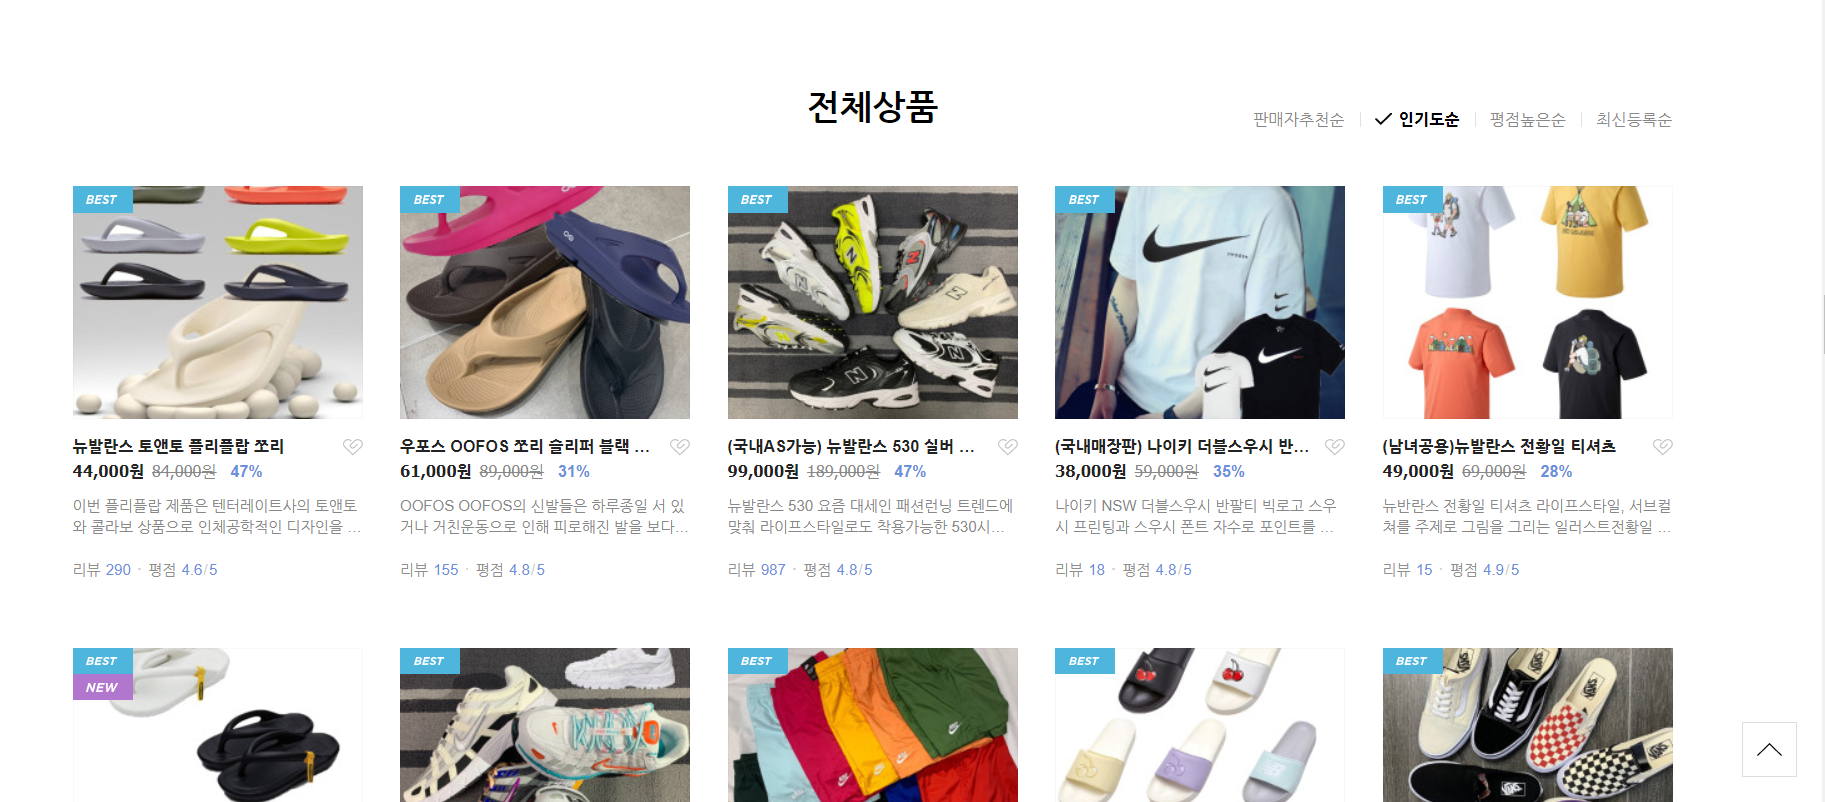 전체상품
판매자추천순
인기도순
평점높은순
최신등록순
BEST
BEST
BEST
BEST
BEST
뉴발란스 토앤토 플리플랍 쪼리
44,000원 84,000원 47%
이번 플리플랍 제품은 텐터레이트사의 토앤토
와 콜라보 상품으로 인체공학적인 디자인을 ...
리뷰 290 · 평점 4.6/5
우포스 OOFOS 쪼리 슬리퍼 블랙 ...
61,000원 89,000원 31%
OOFOS OOFOS의 신발들은 하루종일 서 있
거나 거친운동으로 인해 피로해진 발을 보다...
리뷰 155 · 평점 4.8/5
(국내AS가능) 뉴발란스 530 실버 ...
99,000원 189,000원 47%
뉴발란스 530 요즘 대세인 패션런닝 트렌드에
맞춰 라이프스타일로도 착용가능한 530시...
리뷰 987 · 평점 4.8/5
(국내매장판) 나이키 더블스우시 반...
38,000원 59,000원 35%
나이키 NSW 더블스우시 반팔티 빅로고 스우
시 프린팅과 스우시 폰트 자수로 포인트를 ...
리뷰 18 · 평점 4.8/5
(남녀공용)뉴발란스 전황일 티셔츠
49,000원 69,000원 28%
뉴반란스 전황일 티셔츠 라이프스타일, 서브컬
쳐를 주제로 그림을 그리는 일러스트전황일 ...
리뷰 15 · 평점 4.9/5
BEST
NEW
BEST
BEST
BEST
BEST
VANS